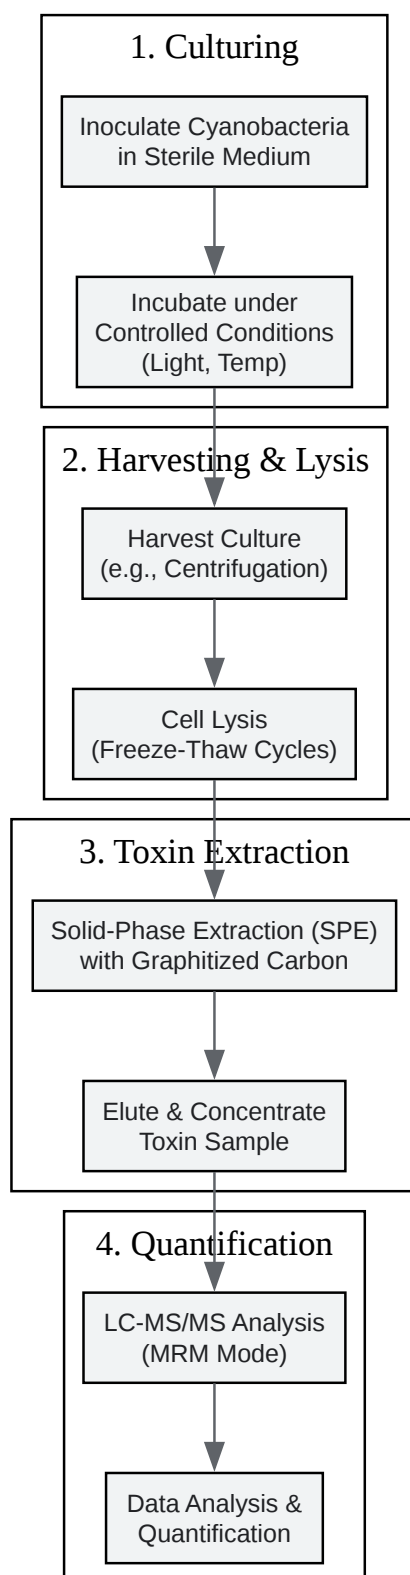 1. Culturing
Inoculate Cyanobacteria
in Sterile Medium
Incubate under
Controlled Conditions
(Light, Temp)
2. Harvesting & Lysis
Harvest Culture
(e.g., Centrifugation)
Cell Lysis
(Freeze-Thaw Cycles)
3. Toxin Extraction
Solid-Phase Extraction (SPE)
with Graphitized Carbon
Elute & Concentrate
Toxin Sample
4. Quantification
LC-MS/MS Analysis
(MRM Mode)
Data Analysis &
Quantification